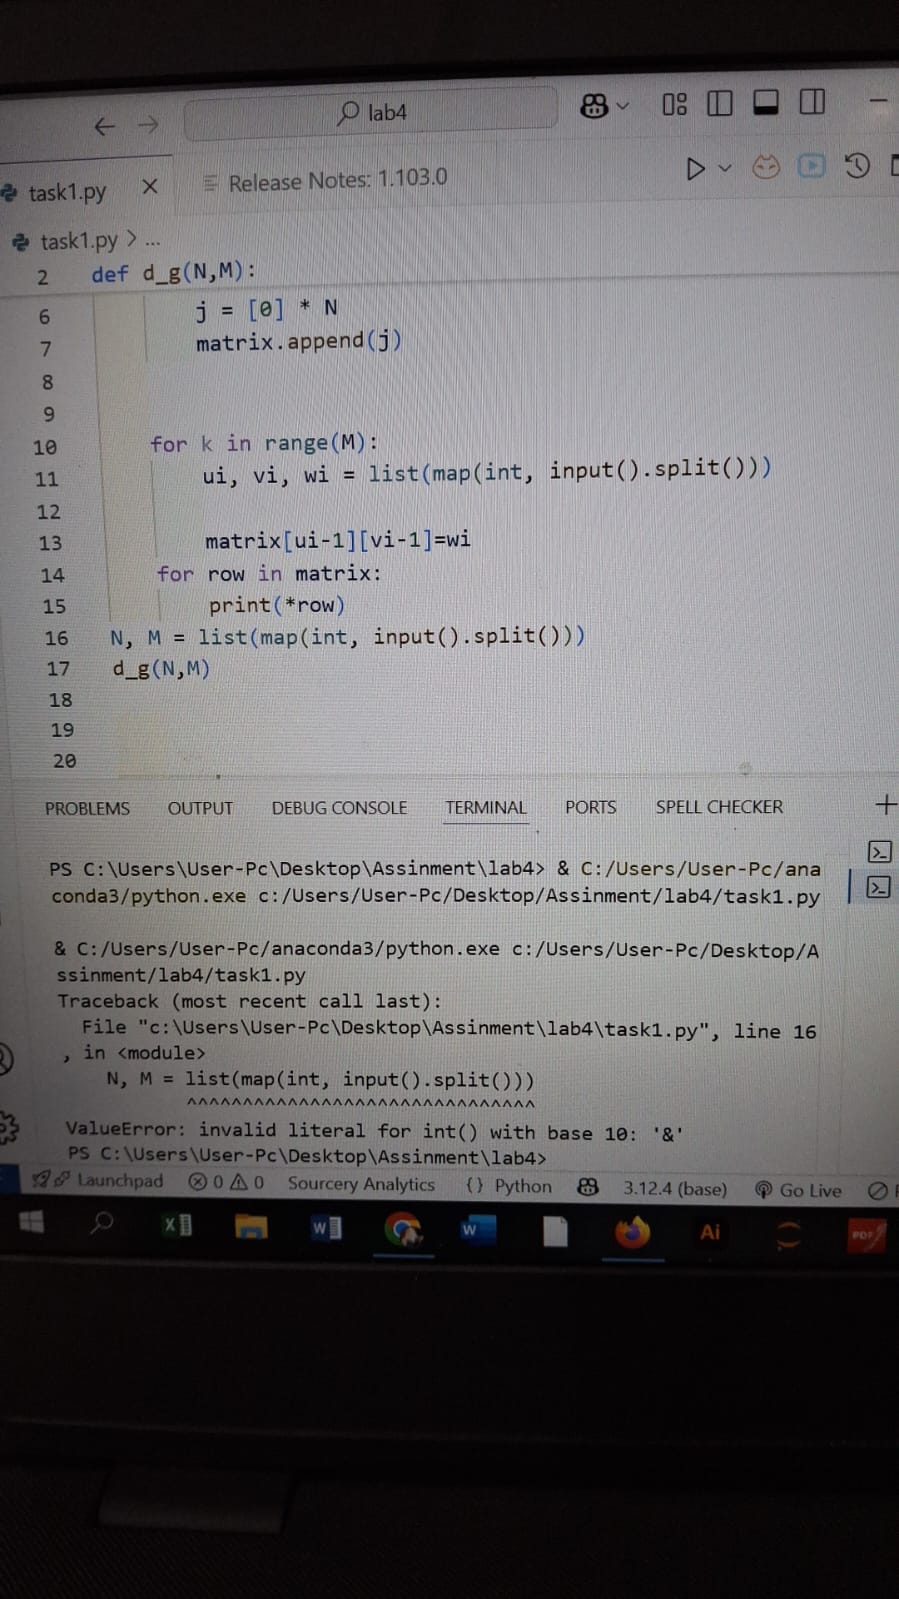 lab4
task1.py
Release Notes: 1.103.0
task1.py > ...
2 def d_g(N,M):
6 j = [0] * N
7 matrix.append(j)
8
9
10 for k in range(M):
11 ui, vi, wi = list(map(int, input().split()))
12
13 matrix[ui-1][vi-1]=wi
14 for row in matrix:
15 print(*row)
16 N, M = list(map(int, input().split()))
17 d_g(N,M)
18
19
20
PROBLEMS OUTPUT DEBUG CONSOLE TERMINAL PORTS SPELL CHECKER
PS C:\Users\User-Pc\Desktop\Assinment\lab4> & C:/Users/User-Pc/ana
conda3/python.exe c:/Users/User-Pc/Desktop/Assinment/lab4/task1.py
& C:/Users/User-Pc/anaconda3/python.exe c:/Users/User-Pc/Desktop/A
ssinment/lab4/task1.py
Traceback (most recent call last):
File "c:\Users\User-Pc\Desktop\Assinment\lab4\task1.py", line 16
, in <module>
N, M = list(map(int, input().split()))
^^^^^^^^^^^^^^^^^^^^^^^^^^^^^^^
ValueError: invalid literal for int() with base 10: '&'
PS C:\Users\User-Pc\Desktop\Assinment\lab4>
Launchpad 0 0 Sourcery Analytics {} Python 3.12.4 (base) Go Live
X W W Ai PDF